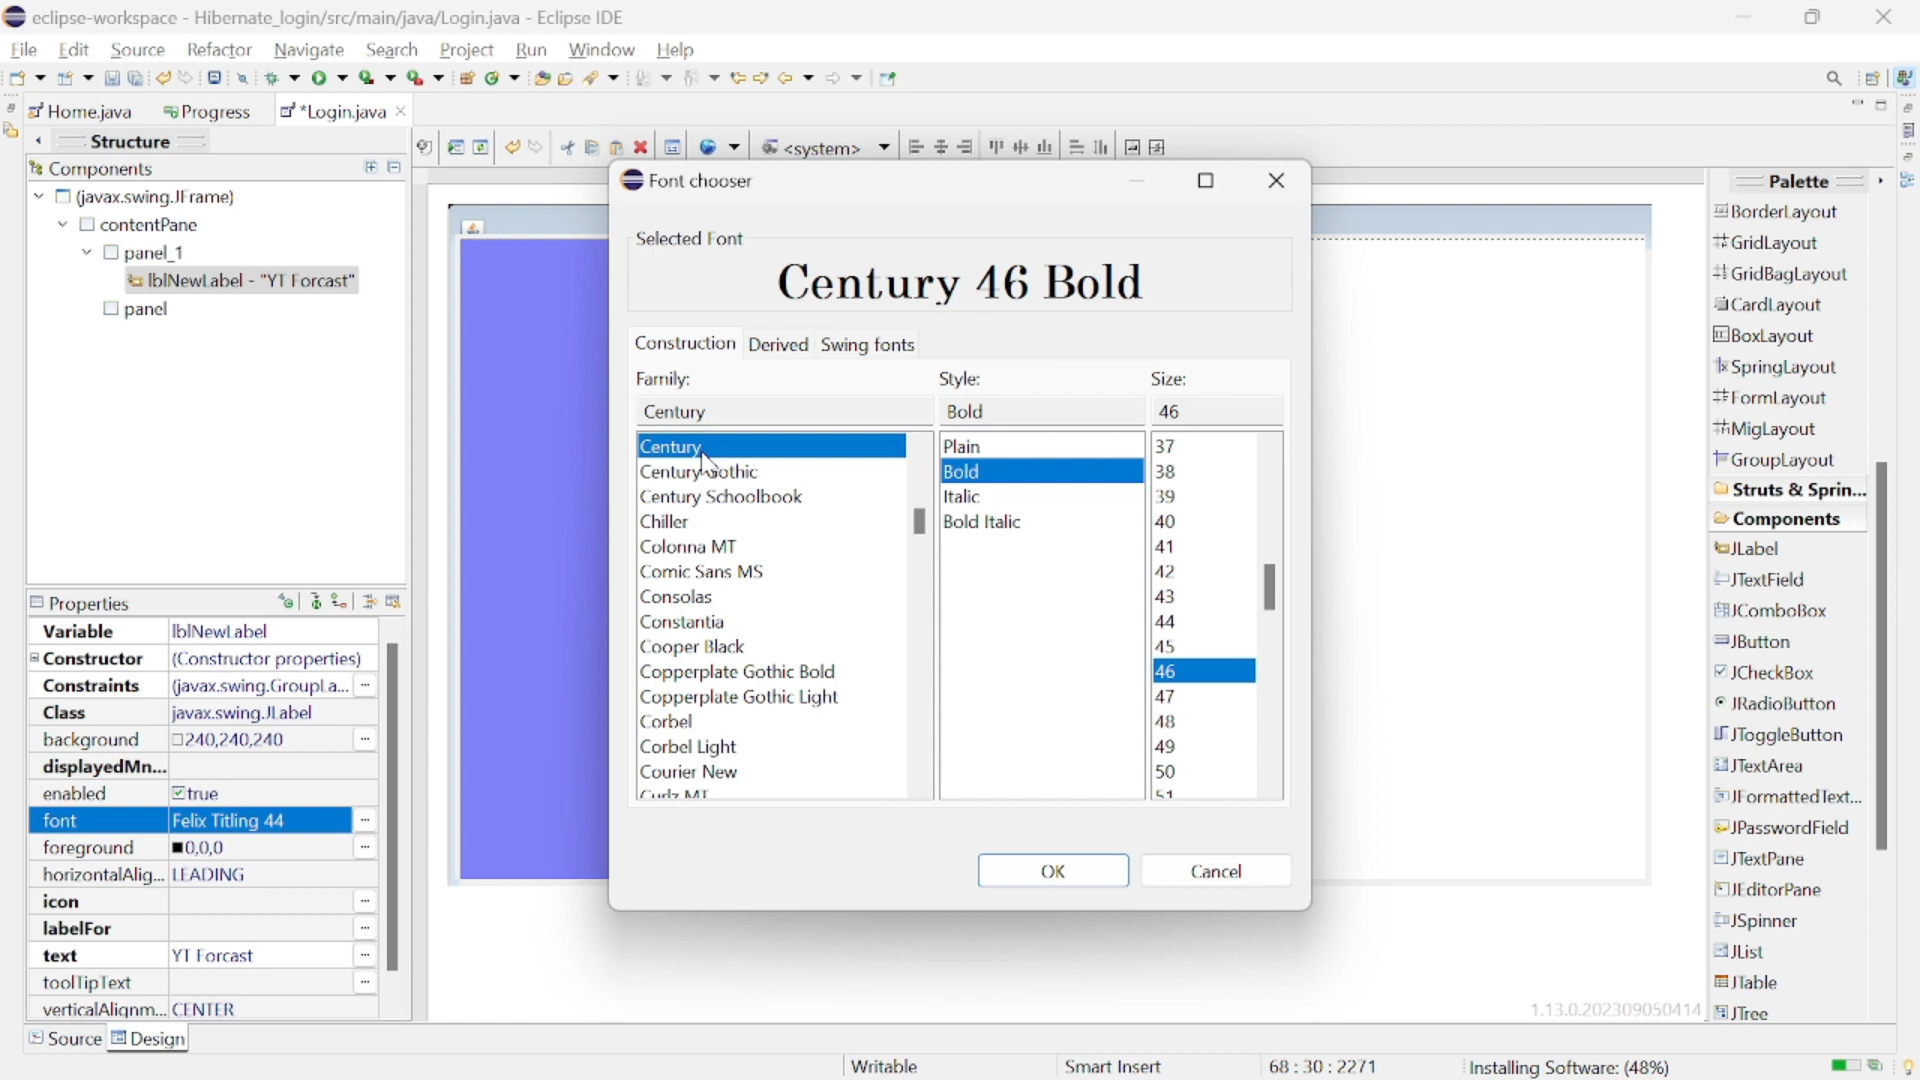 eclipse-workspace - Hibernate_login/src/main/java/Login.java - Eclipse IDE
File Edit Source Refactor Navigate Search Project Run Window Help
Home.java Progress *Login.java
Structure
<system>
Components
(javax.swing.JFrame)
contentPane
panel_1
lblNewLabel - "YT Forcast"
panel
Properties
Variable lblNewLabel
Constructor (Constructor properties)
Constraints (javax.swing.GroupLa... ...
Class javax.swing.JLabel
background 240,240,240 ...
displayedMn...
enabled true
font Felix Titling 44 ...
foreground 0,0,0 ...
horizontalAlig... LEADING
icon ...
labelFor ...
text YT Forcast ...
toolTipText ...
verticalAlignm... CENTER
Source Design
Font chooser
Selected Font
Century 46 Bold
Construction Derived Swing fonts
Family: Style: Size:
Century Bold 46
Century Plain 37
Century Gothic Bold 38
Century Schoolbook Italic 39
Chiller Bold Italic 40
Colonna MT 41
Comic Sans MS 42
Consolas 43
Constantia 44
Cooper Black 45
Copperplate Gothic Bold 46
Copperplate Gothic Light 47
Corbel 48
Corbel Light 49
Courier New 50
Curlz MT 51
OK Cancel
Palette
BorderLayout
GridLayout
GridBagLayout
CardLayout
BoxLayout
SpringLayout
FormLayout
MigLayout
GroupLayout
Struts & Sprin...
Components
JLabel
JTextField
JComboBox
JButton
JCheckBox
JRadioButton
JToggleButton
JTextArea
JFormattedText...
JPasswordField
JTextPane
JEditorPane
JSpinner
JList
JTable
JTree
1.13.0.202309050414
Writable Smart Insert 68 : 30 : 2271 Installing Software: (48%)